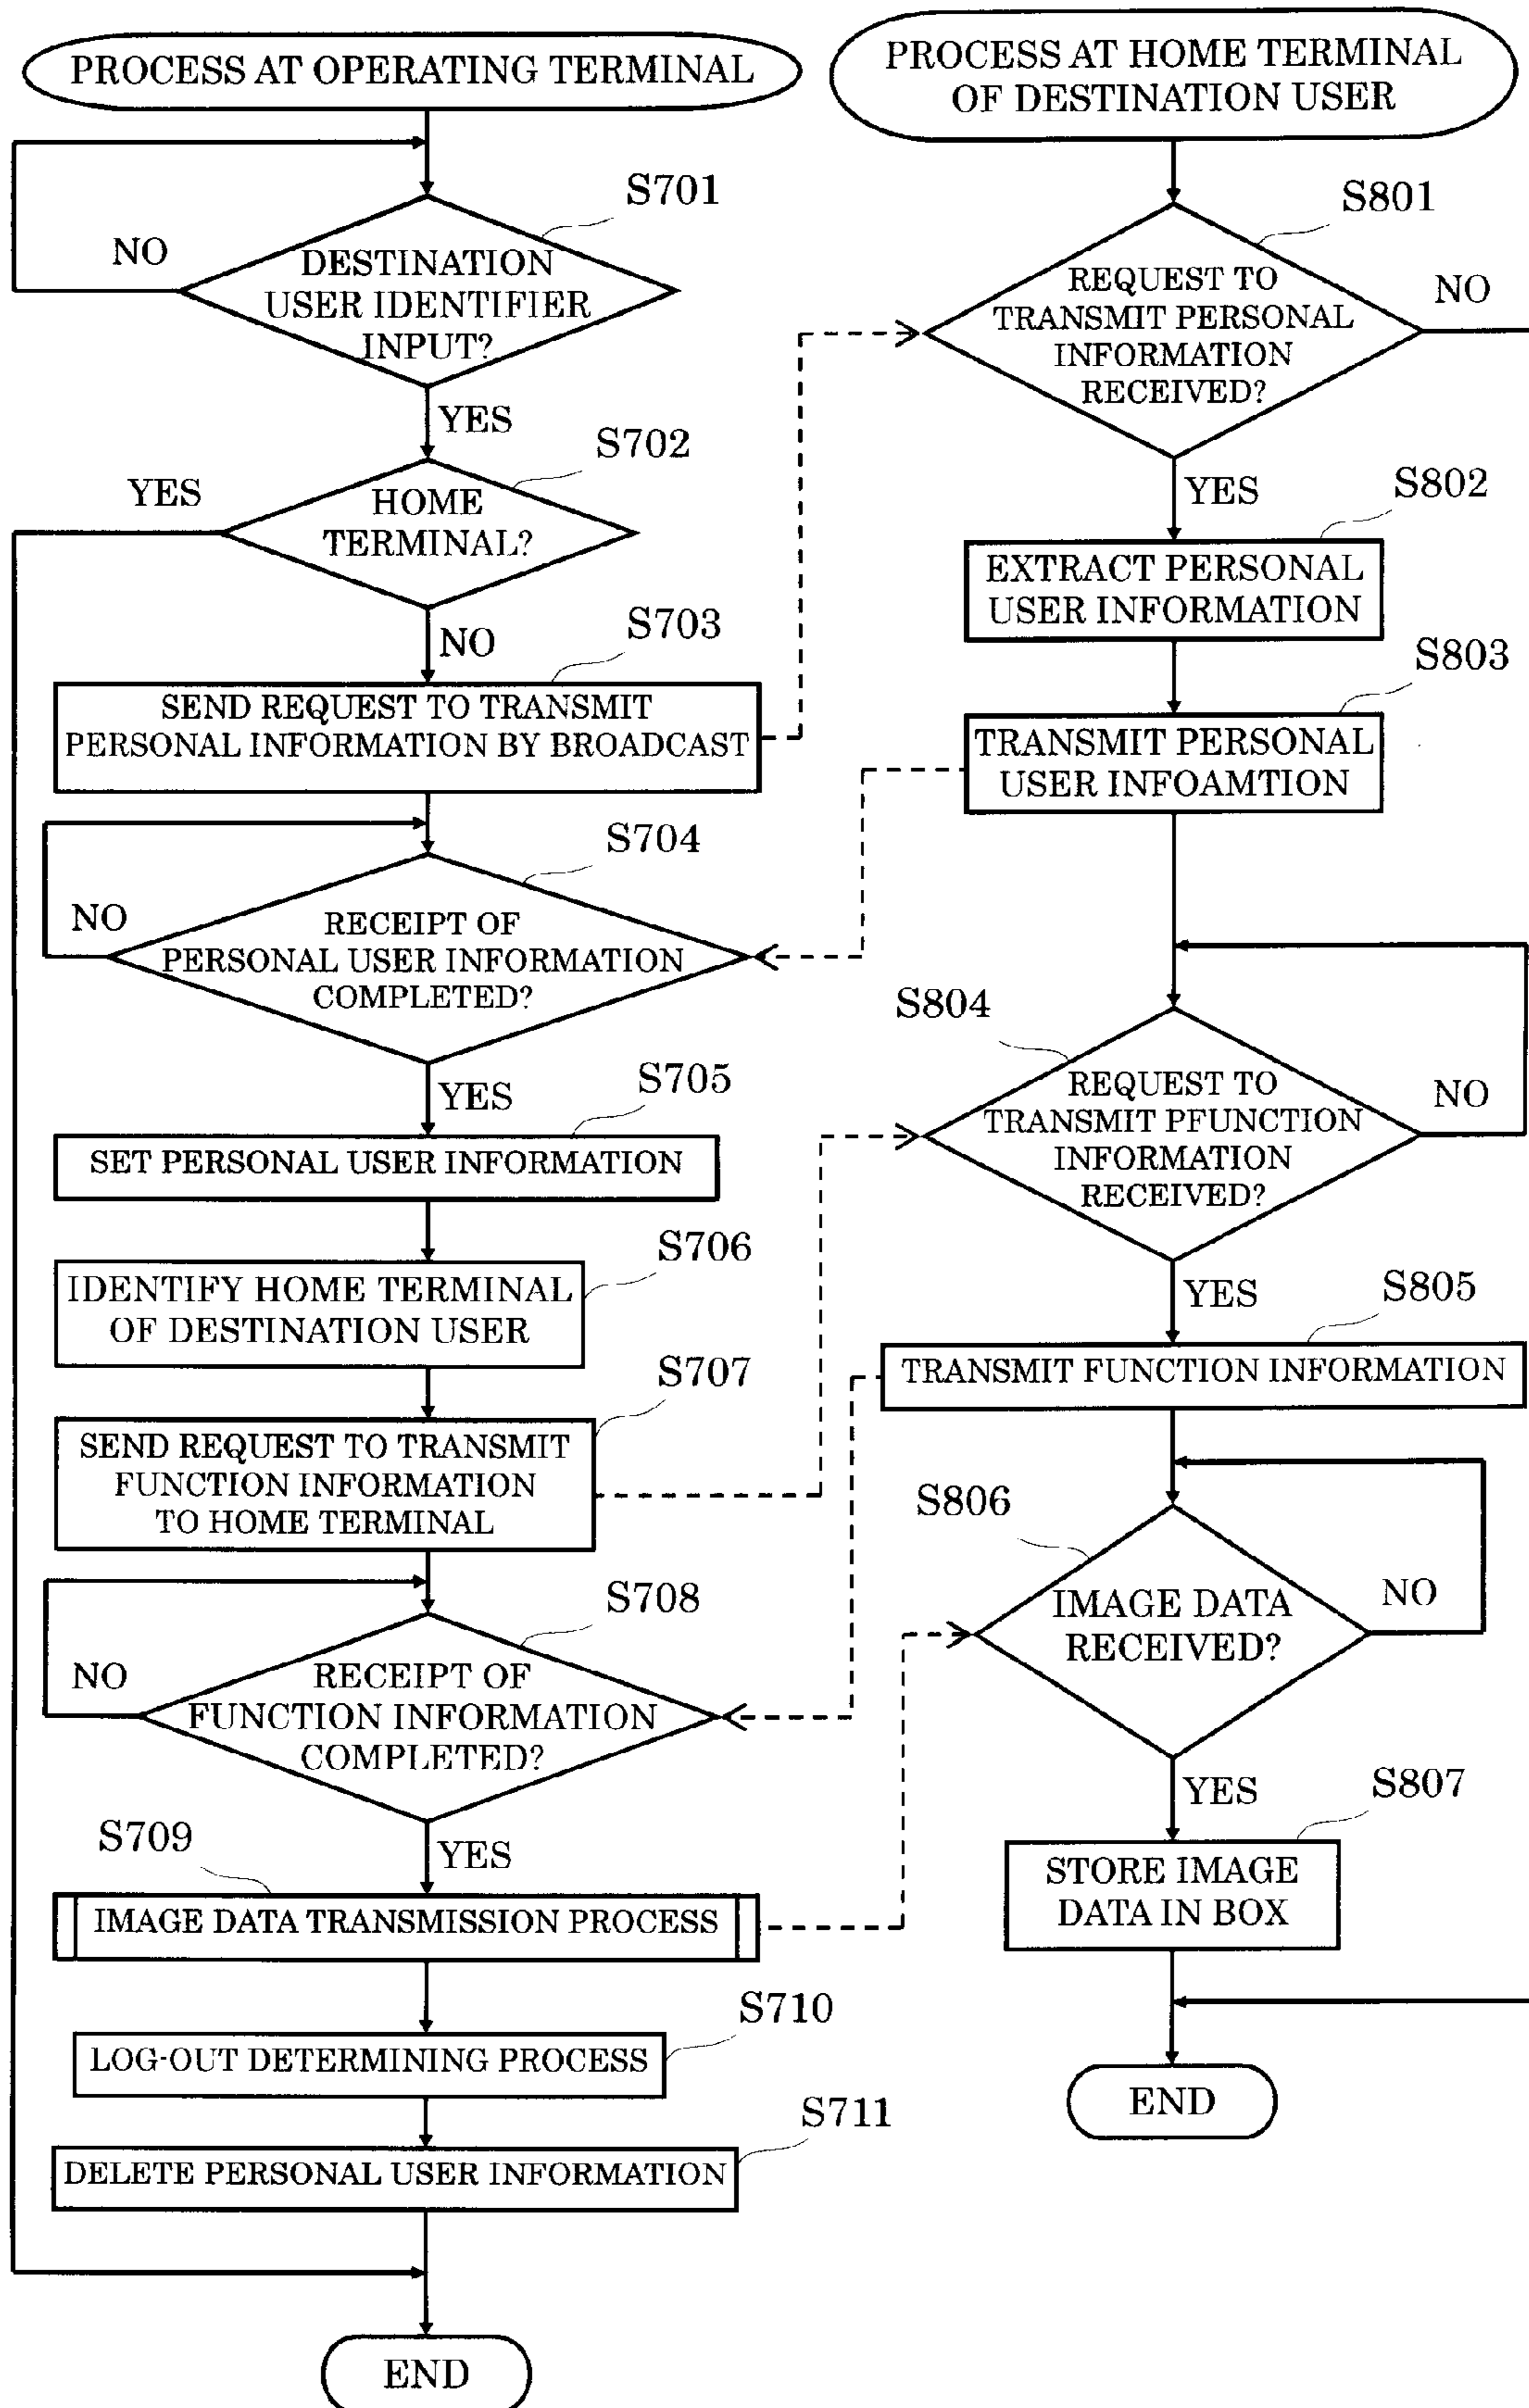 PROCESS AT OPERATING TERMINAL
S701
DESTINATION
USER IDENTIFIER
INPUT?
NO
YES
S702
HOME
TERMINAL?
YES
NO
S703
SEND REQUEST TO TRANSMIT
PERSONAL INFORMATION BY BROADCAST
S704
RECEIPT OF
PERSONAL USER INFORMATION
COMPLETED?
NO
YES
S705
SET PERSONAL USER INFORMATION
S706
IDENTIFY HOME TERMINAL
OF DESTINATION USER
S707
SEND REQUEST TO TRANSMIT
FUNCTION INFORMATION
TO HOME TERMINAL
S708
RECEIPT OF
FUNCTION INFORMATION
COMPLETED?
NO
YES
S709
IMAGE DATA TRANSMISSION PROCESS
S710
LOG-OUT DETERMINING PROCESS
S711
DELETE PERSONAL USER INFORMATION
END
PROCESS AT HOME TERMINAL
OF DESTINATION USER
S801
REQUEST TO
TRANSMIT PERSONAL
INFORMATION
RECEIVED?
NO
YES
S802
EXTRACT PERSONAL
USER INFORMATION
S803
TRANSMIT PERSONAL
USER INFOAMTION
S804
REQUEST TO
TRANSMIT PFUNCTION
INFORMATION
RECEIVED?
NO
YES
S805
TRANSMIT FUNCTION INFORMATION
S806
IMAGE DATA
RECEIVED?
NO
YES
S807
STORE IMAGE
DATA IN BOX
END